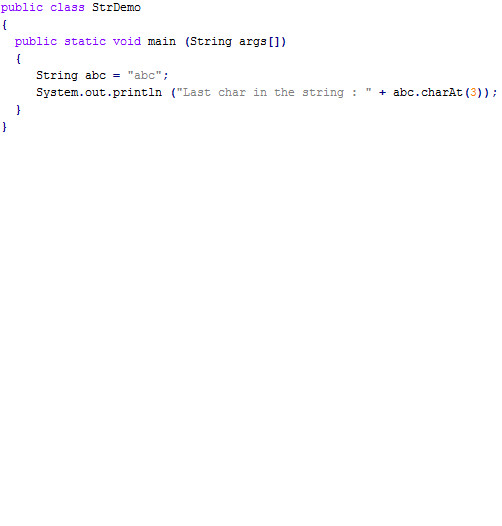 public class StrDemo
{
public static void main (String args[])
{
String abc = "abc";
System.out.println ("Last char in the string : " + abc.charAt(3));
}
}